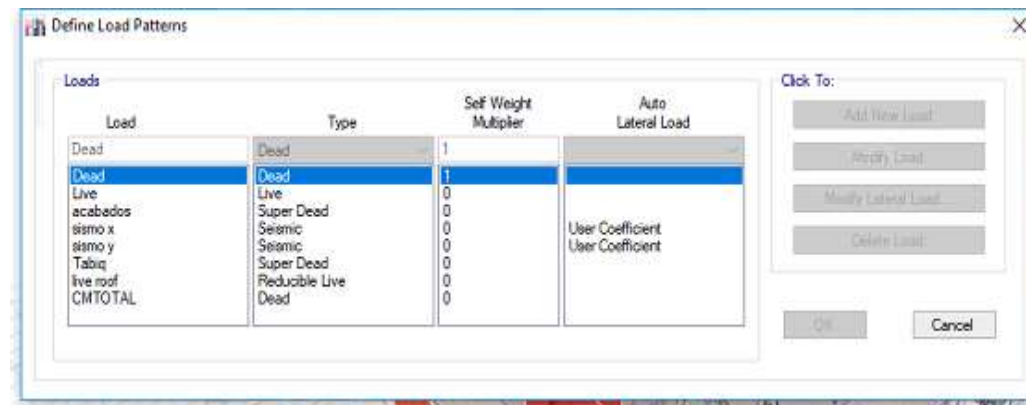 Define Load Patterns
Loads
Click To:
Load Type Self Weight Multiplier Auto Lateral Load
Dead Dead 1
Dead Dead 1
Live Live 0
acabados Super Dead 0
sismo x Seismic 0 User Coefficient
sismo y Seismic 0 User Coefficient
Tabiq Super Dead 0
live roof Reducible Live 0
CMTOTAL Dead 0
Add New Load
Modify Load
Modify Lateral Load
Delete Load
OK Cancel